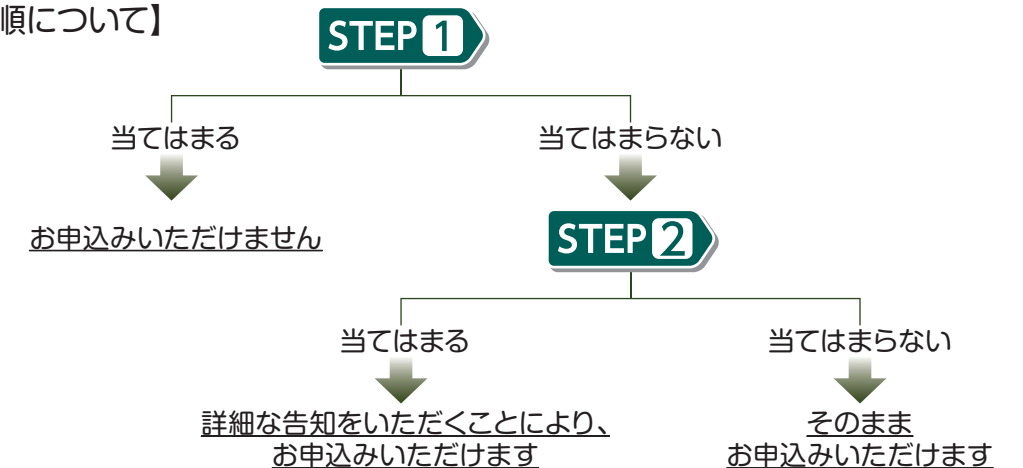 順について】
STEP 1
当てはまる
当てはまらない
お申込みいただけません
STEP 2
当てはまる
当てはまらない
詳細な告知をいただくことにより、
お申込みいただけます
そのまま
お申込みいただけます